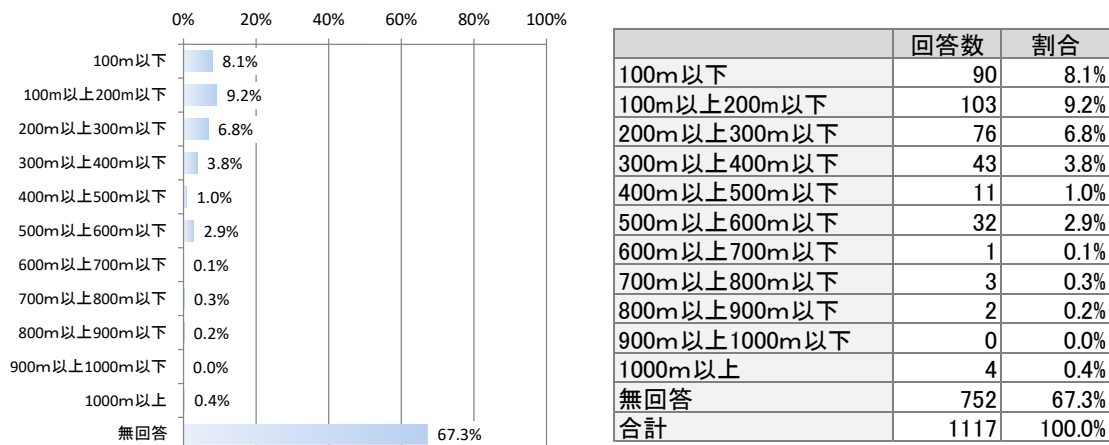 0% 20% 40% 60% 80% 100%
100m以下 8.1%
100m以上200m以下 9.2%
200m以上300m以下 6.8%
300m以上400m以下 3.8%
400m以上500m以下 1.0%
500m以上600m以下 2.9%
600m以上700m以下 0.1%
700m以上800m以下 0.3%
800m以上900m以下 0.2%
900m以上1000m以下 0.0%
1000m以上 0.4%
無回答 67.3%
回答数 割合
100m以下 90 8.1%
100m以上200m以下 103 9.2%
200m以上300m以下 76 6.8%
300m以上400m以下 43 3.8%
400m以上500m以下 11 1.0%
500m以上600m以下 32 2.9%
600m以上700m以下 1 0.1%
700m以上800m以下 3 0.3%
800m以上900m以下 2 0.2%
900m以上1000m以下 0 0.0%
1000m以上 4 0.4%
無回答 752 67.3%
合計 1117 100.0%